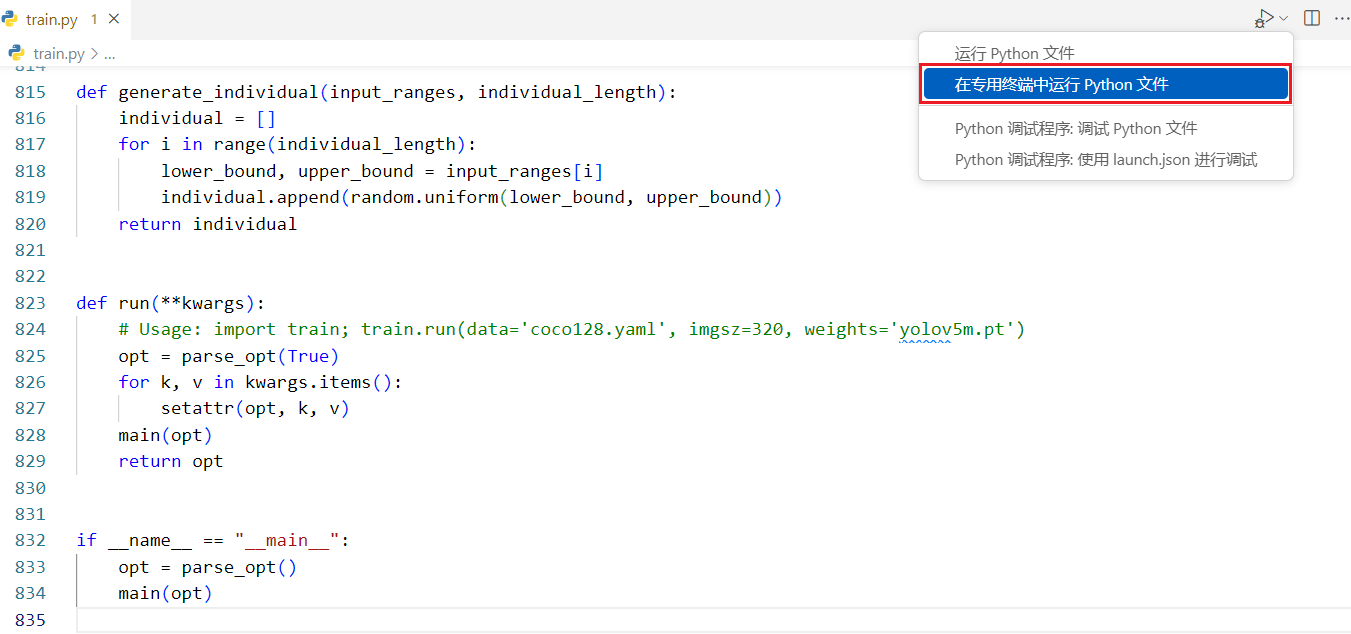 train.py 1
train.py > ...
运行 Python 文件
在专用终端中运行 Python 文件
Python 调试程序: 调试 Python 文件
Python 调试程序: 使用 launch.json 进行调试
814
815 def generate_individual(input_ranges, individual_length):
816     individual = []
817     for i in range(individual_length):
818         lower_bound, upper_bound = input_ranges[i]
819         individual.append(random.uniform(lower_bound, upper_bound))
820     return individual
821
822
823 def run(**kwargs):
824     # Usage: import train; train.run(data='coco128.yaml', imgsz=320, weights='yolov5m.pt')
825     opt = parse_opt(True)
826     for k, v in kwargs.items():
827         setattr(opt, k, v)
828     main(opt)
829     return opt
830
831
832 if __name__ == "__main__":
833     opt = parse_opt()
834     main(opt)
835